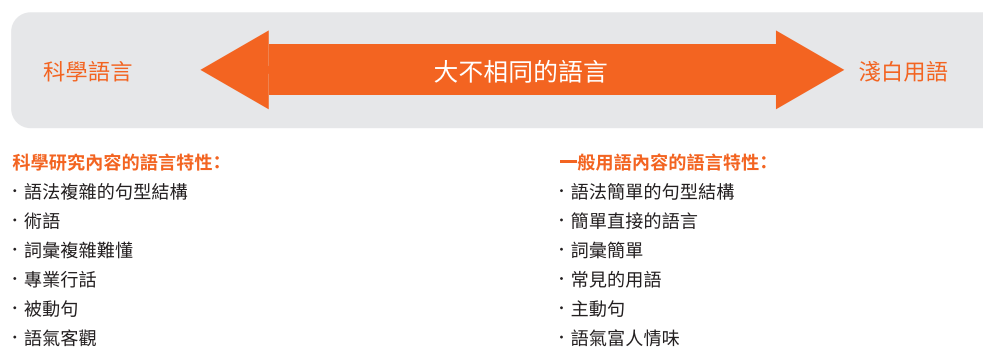 科學語言
大不相同的語言
淺白用語
科學研究內容的語言特性：
· 語法複雜的句型結構
· 術語
· 詞彙複雜難懂
· 專業行話
· 被動句
· 語氣客觀
一般用語內容的語言特性：
· 語法簡單的句型結構
· 簡單直接的語言
· 詞彙簡單
· 常見的用語
· 主動句
· 語氣富人情味